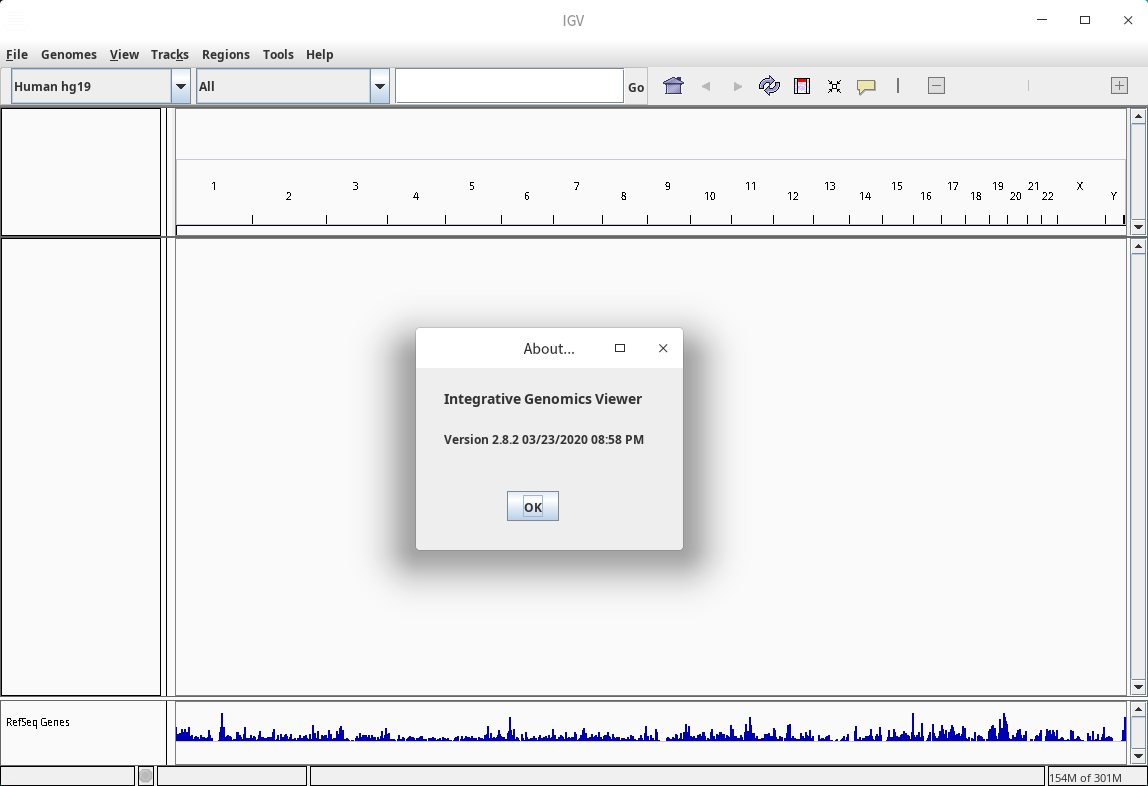 IGV
File Genomes View Tracks Regions Tools Help
Human hg19 All Go
1 2 3 4 5 6 7 8 9 10 11 12 13 14 15 16 17 18 19 20 21 22 X Y
About...
Integrative Genomics Viewer
Version 2.8.2 03/23/2020 08:58 PM
OK
RefSeq Genes
154M of 301M